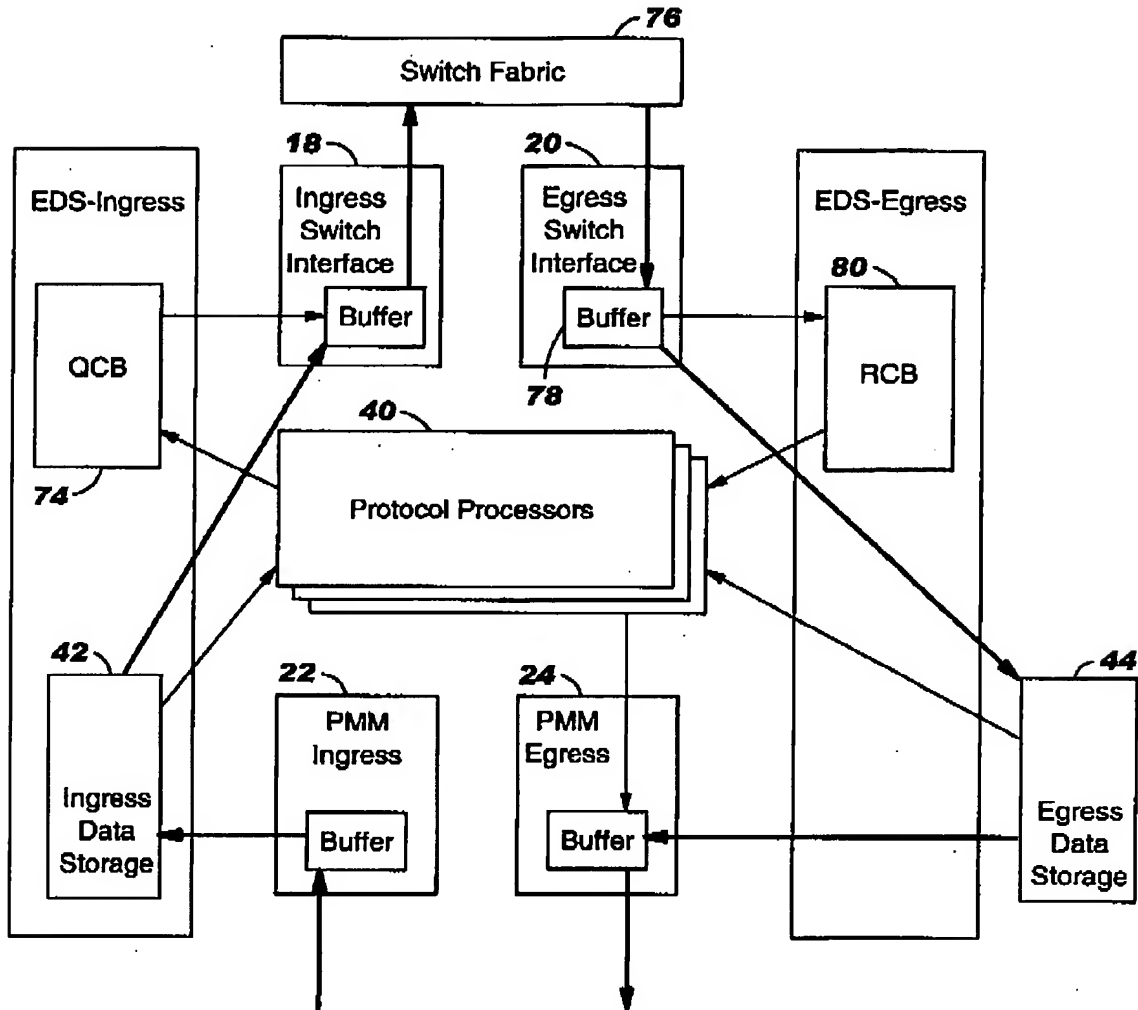 76
Switch Fabric
18
20
EDS-Ingress
Ingress
Switch
Interface
Egress
Switch
Interface
EDS-Egress
80
Buffer
Buffer
QCB
RCB
78
40
74
Protocol Processors
42
22
24
44
PMM
Ingress
PMM
Egress
Ingress
Data
Storage
Buffer
Buffer
Egress
Data
Storage